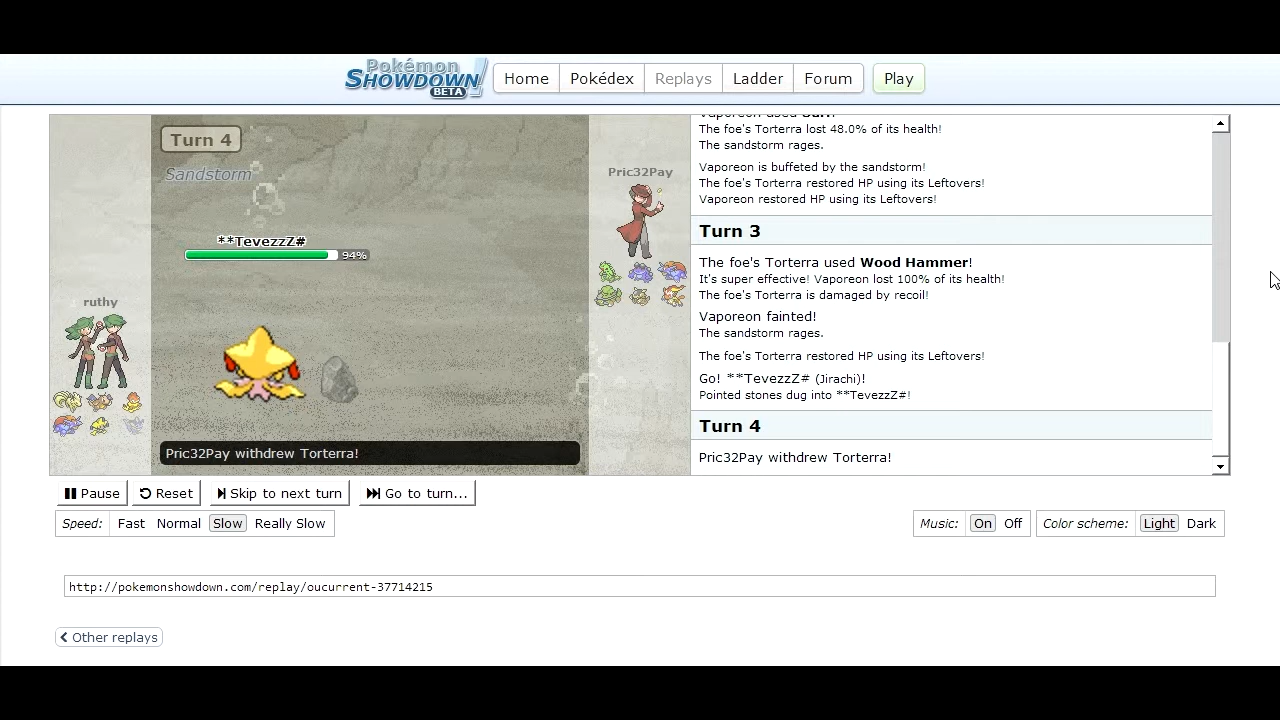 Pokémon
SHOWDOWN
BETA
Home
Pokédex
Replays
Ladder
Forum
Play
Turn 4
Sandstorm
**TevezzZ#
94%
ruthy
Pric32Pay
Pric32Pay withdrew Torterra!
The foe's Torterra lost 48.0% of its health!
The sandstorm rages.
Vaporeon is buffeted by the sandstorm!
The foe's Torterra restored HP using its Leftovers!
Vaporeon restored HP using its Leftovers!
Turn 3
The foe's Torterra used Wood Hammer!
It's super effective! Vaporeon lost 100% of its health!
The foe's Torterra is damaged by recoil!
Vaporeon fainted!
The sandstorm rages.
The foe's Torterra restored HP using its Leftovers!
Go! **TevezzZ# (Jirachi)!
Pointed stones dug into **TevezzZ#!
Turn 4
Pric32Pay withdrew Torterra!
Pause
Reset
Skip to next turn
Go to turn...
Speed: Fast Normal Slow Really Slow
Music: On Off
Color scheme: Light Dark
http://pokemonshowdown.com/replay/oucurrent-37714215
Other replays